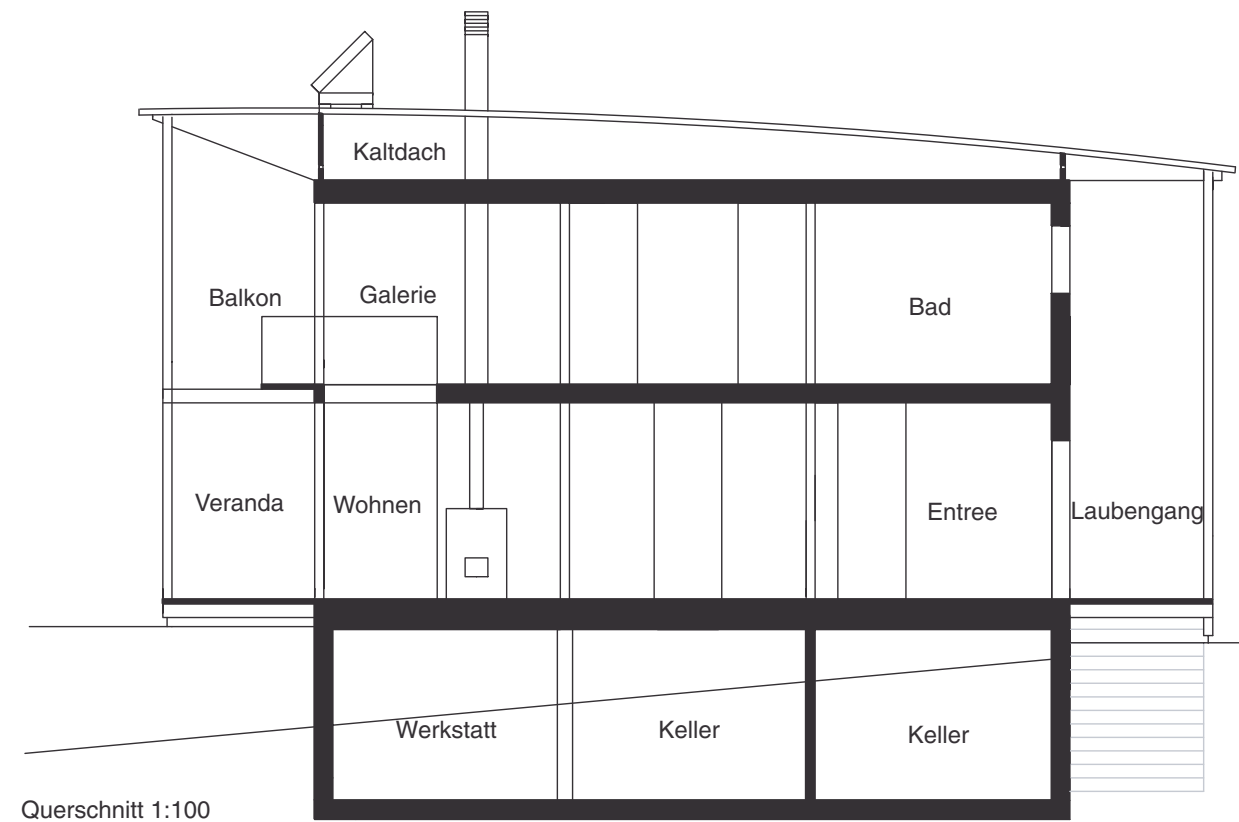 Kaltdach
Balkon
Galerie
Bad
Veranda
Wohnen
Entree
Laubengang
Werkstatt
Keller
Keller
Querschnitt 1:100